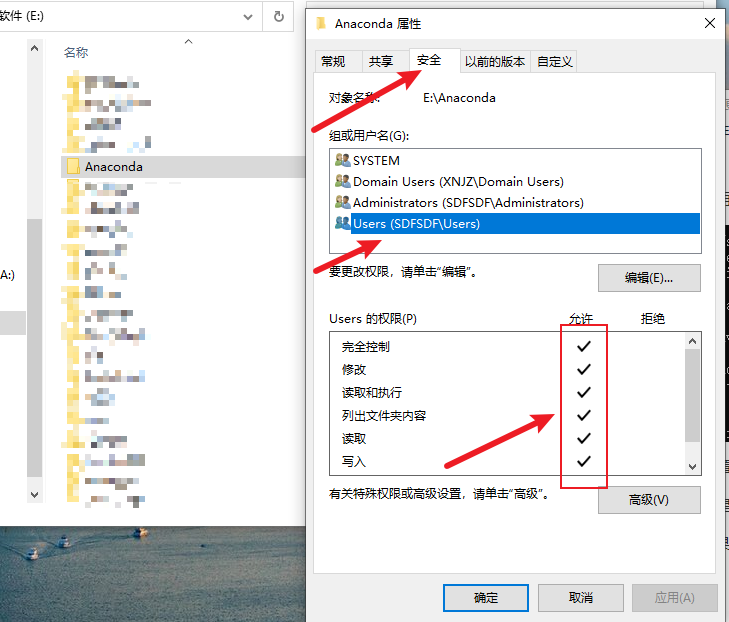 软件 (E:)
名称
Anaconda
A:)
Anaconda 属性
常规
共享
安全
以前的版本
自定义
对象名称:
E:\Anaconda
组或用户名(G):
SYSTEM
Domain Users (XNJZ\Domain Users)
Administrators (SDFSDF\Administrators)
Users (SDFSDF\Users)
要更改权限，请单击“编辑”。
编辑(E)...
Users 的权限(P)
允许
拒绝
完全控制
修改
读取和执行
列出文件夹内容
读取
写入
有关特殊权限或高级设置，请单击“高级”。
高级(V)
确定
取消
应用(A)